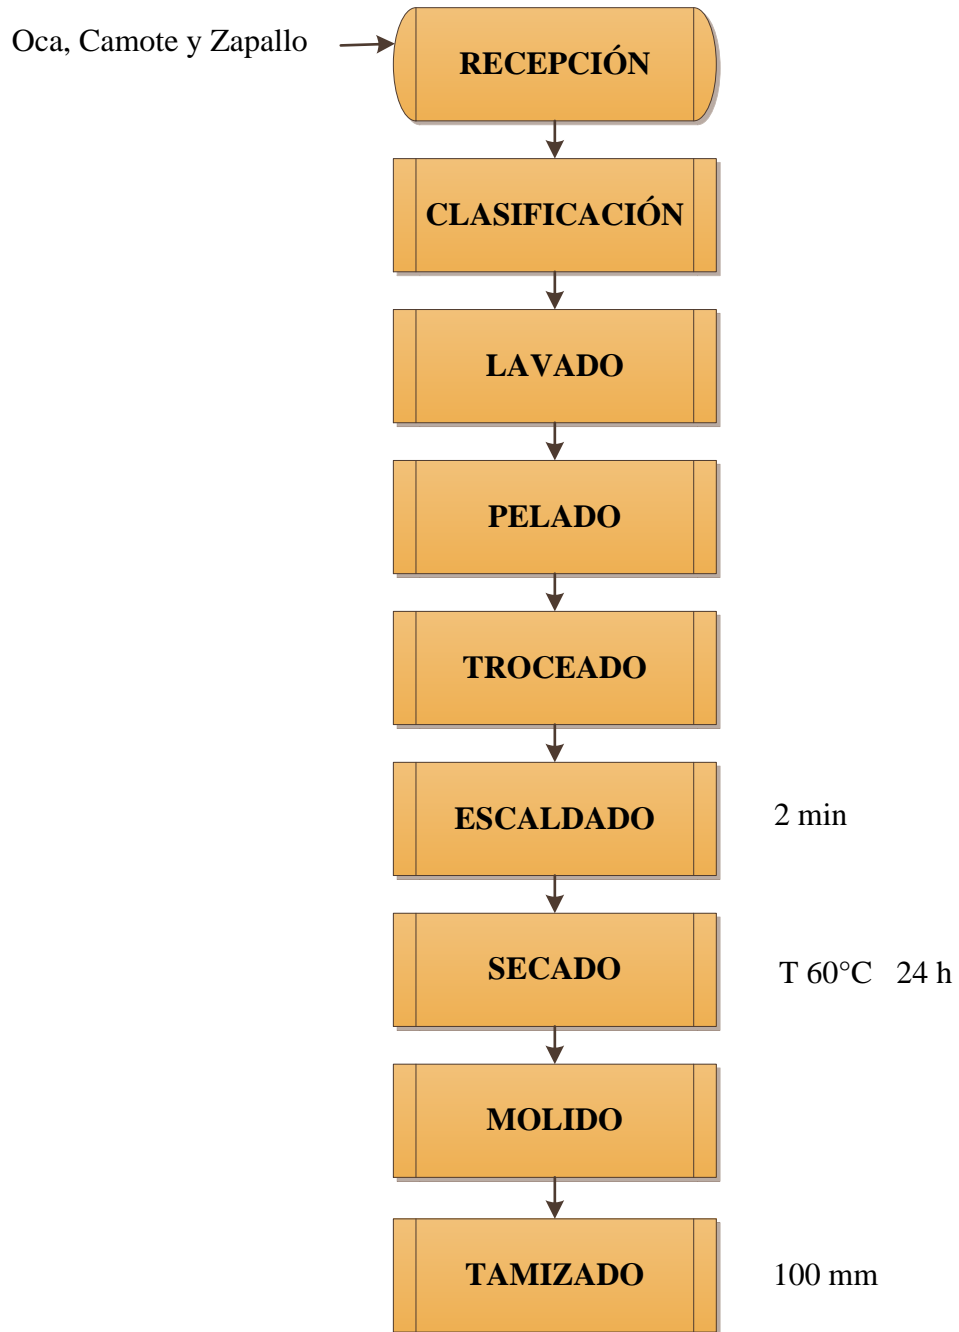 Oca, Camote y Zapallo
RECEPCIÓN
CLASIFICACIÓN
LAVADO
PELADO
TROCEADO
ESCALDADO
2 min
SECADO
T 60°C 24 h
MOLIDO
TAMIZADO
100 mm